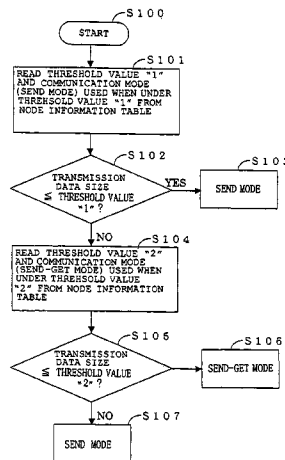 S100
START
S101
READ THRESHOLD VALUE "1"
AND COMMUNICATION MODE
(SEND MODE) USED WHEN UNDER
THREHSOLD VALUE "1" FROM
NODE INFORMATION TABLE
S102
TRANSMISSION
DATA SIZE
≦ THRESHOLD VALUE
"1" ?
YES
S103
SEND MODE
NO
S104
READ THRESHOLD VALUE "2"
AND COMMUNICATION MODE
(SEND-GET MODE) USED WHEN
UNDER THREHSOLD VALUE
"2" FROM NODE INFORMATION
TABLE
S105
TRANSMISSION
DATA SIZE
≦ THRESHOLD VALUE
"2" ?
S106
SEND-GET MODE
NO
S107
SEND MODE